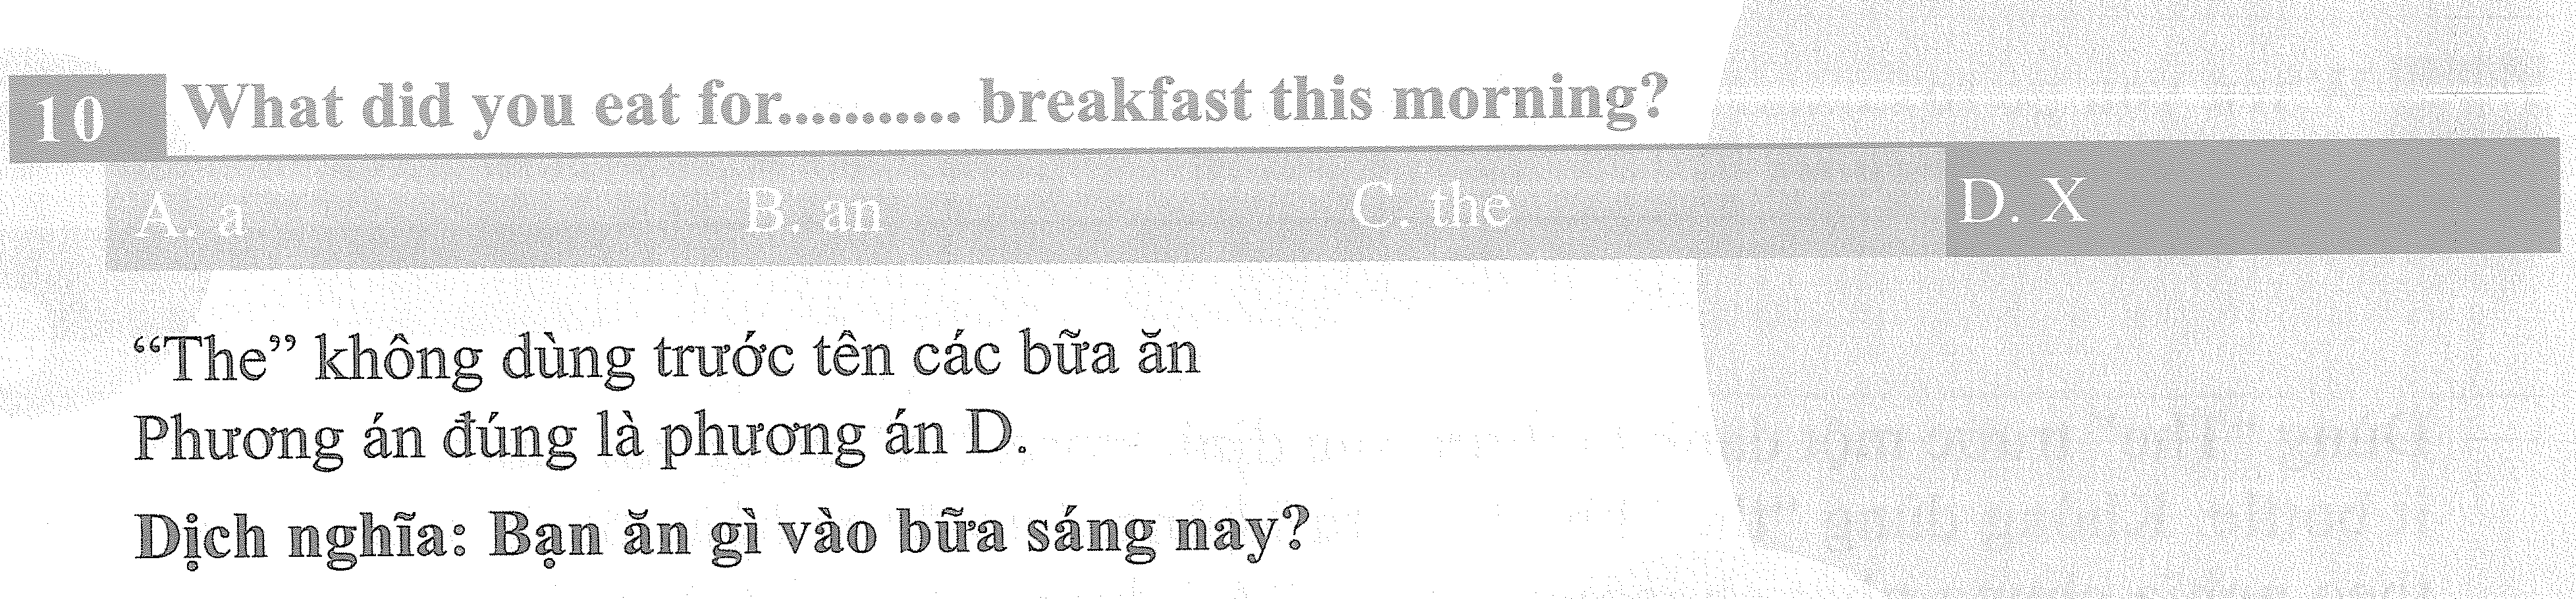 10 What did you eat for........... breakfast this morning?
A. a B. an C. the D. X
“The” không dùng trước tên các bữa ăn
Phương án đúng là phương án D.
Dịch nghĩa: Bạn ăn gì vào bữa sáng nay?